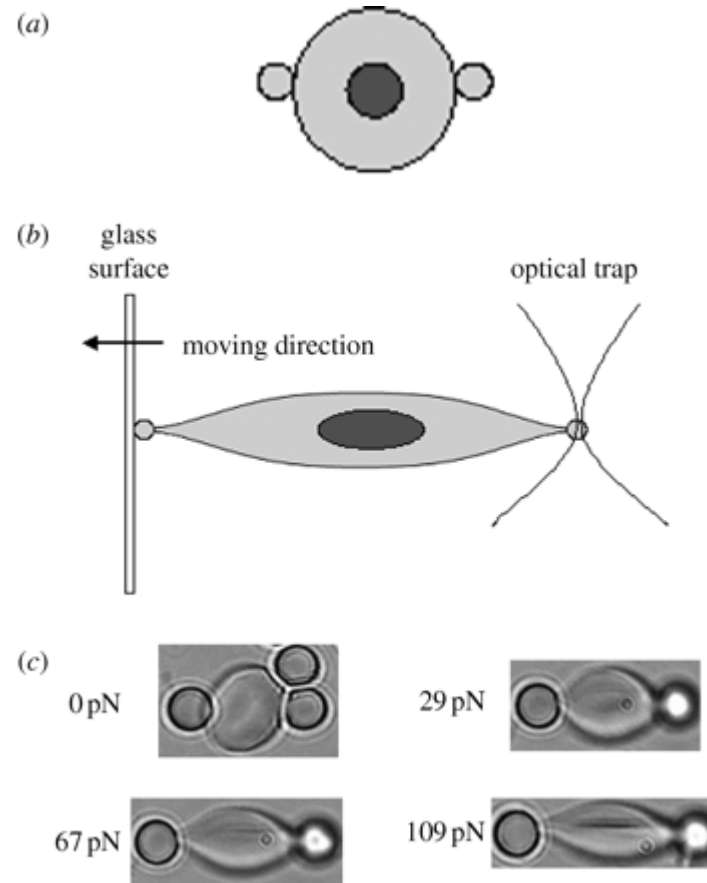 (a)
(b)
glass
surface
optical trap
moving direction
(c)
0 pN
29 pN
67 pN
109 pN